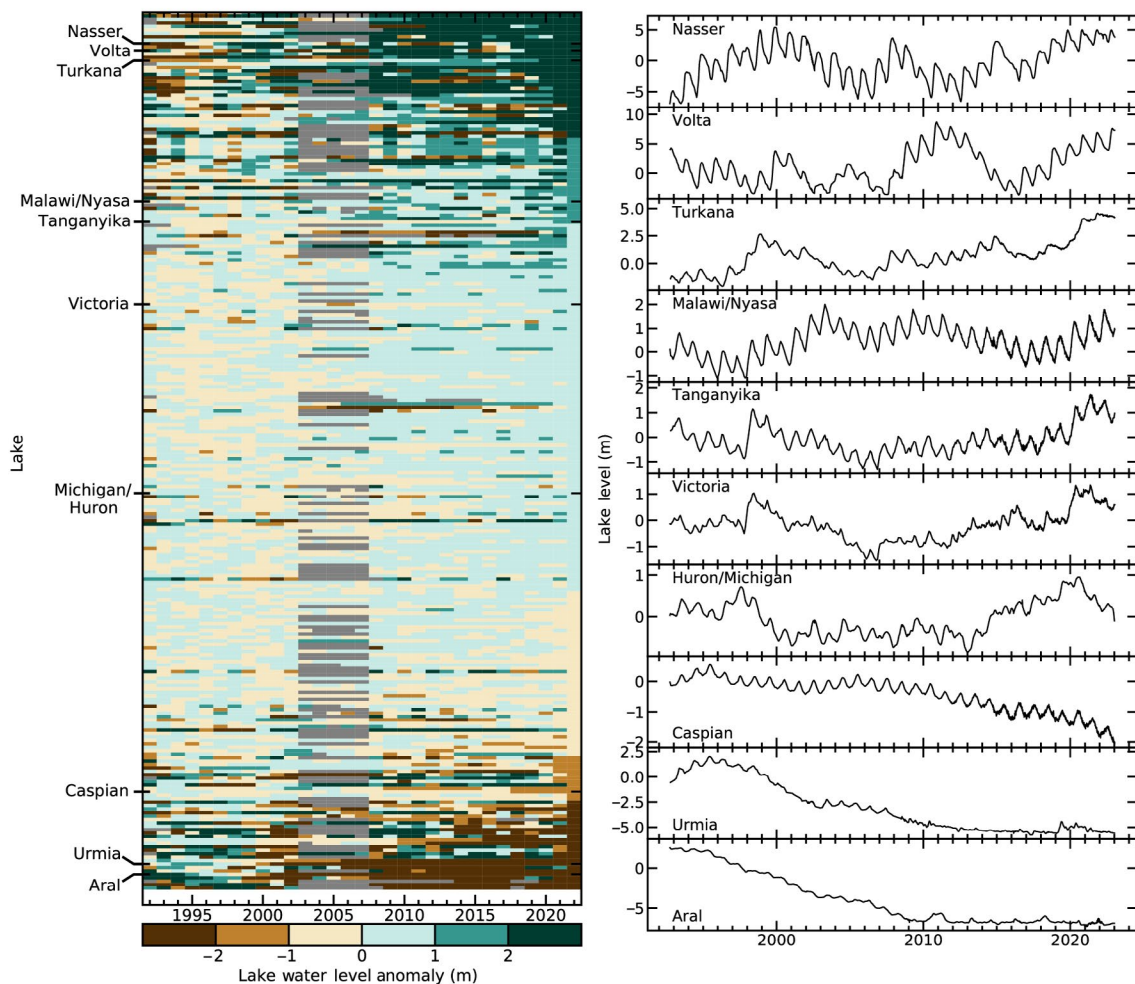 Nasser
Volta
Turkana
Malawi/Nyasa
Tanganyika
Victoria
Lake
Michigan/
Huron
Caspian
Urmia
Aral
1995 2000 2005 2010 2015 2020
−2 −1 0 1 2
Lake water level anomaly (m)
Lake level (m)
Nasser
5
0
−5
Volta
10
5
0
Turkana
5.0
2.5
0.0
Malawi/Nyasa
2
1
0
−1
Tanganyika
2
1
0
−1
Victoria
1
0
−1
Huron/Michigan
1
0
0
−1
−2
Caspian
2.5
0.0
−2.5
−5.0
Urmia
0
−5
Aral
2000 2010 2020